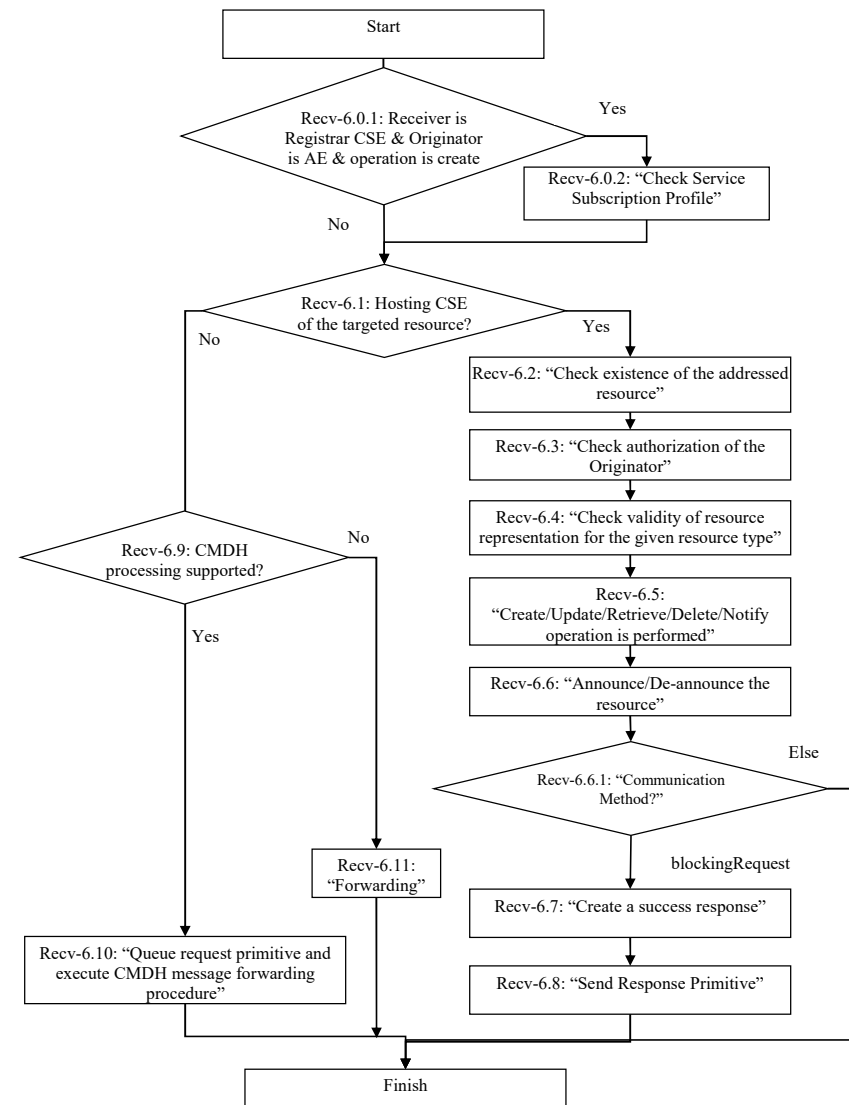 Start
Recv-6.0.1: Receiver is
Registrar CSE & Originator
is AE & operation is create
Yes
Recv-6.0.2: “Check Service
Subscription Profile”
No
Recv-6.1: Hosting CSE
of the targeted resource?
No
Yes
Recv-6.2: “Check existence of the addressed
resource”
Recv-6.3: “Check authorization of the
Originator”
Recv-6.4: “Check validity of resource
representation for the given resource type”
Recv-6.9: CMDH
processing supported?
No
Yes
Recv-6.5:
“Create/Update/Retrieve/Delete/Notify
operation is performed”
Recv-6.6: “Announce/De-announce the
resource”
Recv-6.6.1: “Communication
Method?”
Else
blockingRequest
Recv-6.11:
“Forwarding”
Recv-6.7: “Create a success response”
Recv-6.10: “Queue request primitive and
execute CMDH message forwarding
procedure”
Recv-6.8: “Send Response Primitive”
Finish